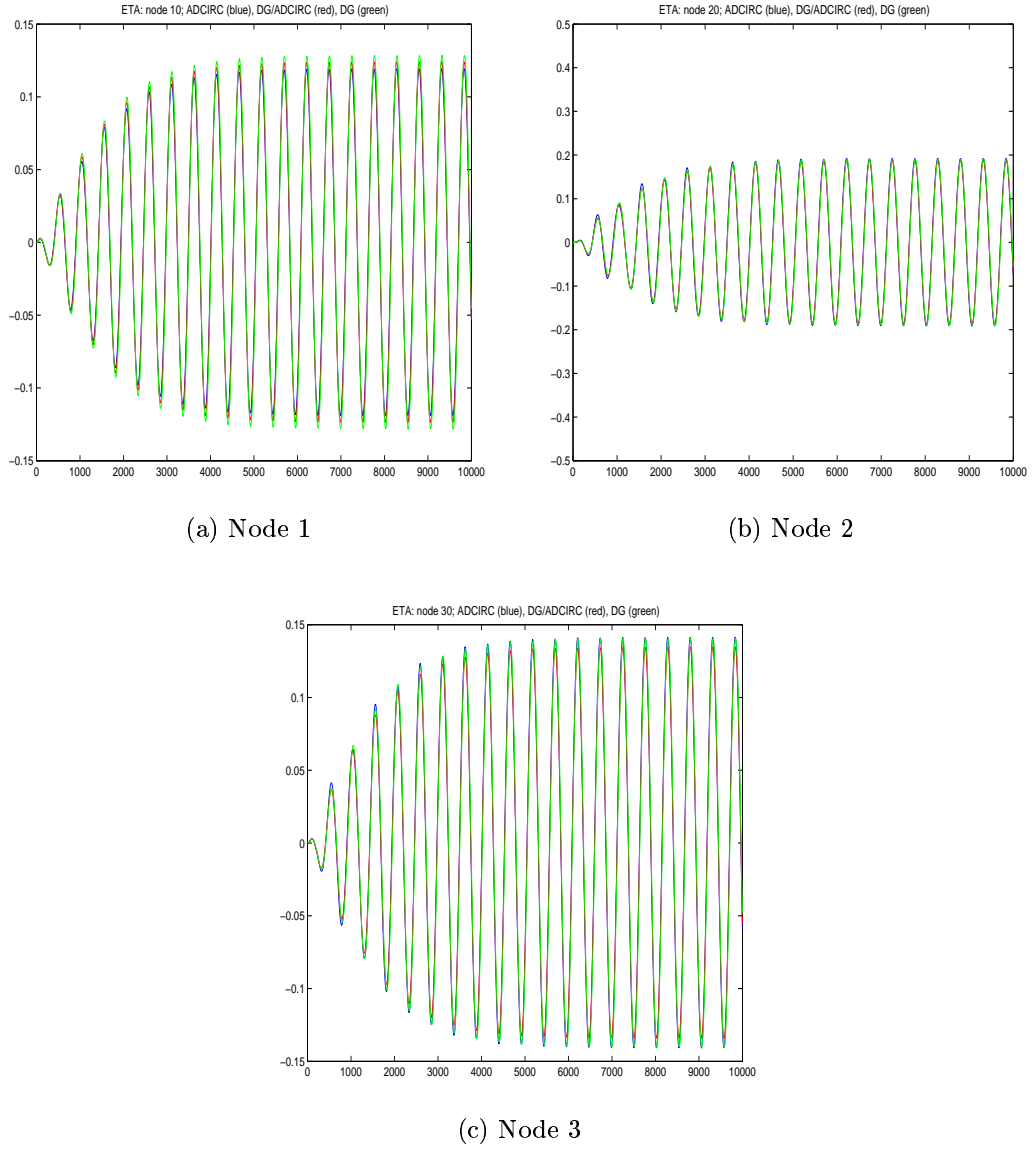 ETA: node 10; ADCIRC (blue), DG/ADCIRC (red), DG (green)
0.15
0.1
0.05
0
−0.05
−0.1
−0.15
0 1000 2000 3000 4000 5000 6000 7000 8000 9000 10000
(a) Node 1
ETA: node 20; ADCIRC (blue), DG/ADCIRC (red), DG (green)
0.5
0.4
0.3
0.2
0.1
0
−0.1
−0.2
−0.3
−0.4
−0.5
0 1000 2000 3000 4000 5000 6000 7000 8000 9000 10000
(b) Node 2
ETA: node 30; ADCIRC (blue), DG/ADCIRC (red), DG (green)
0.15
0.1
0.05
0
−0.05
−0.1
−0.15
0 1000 2000 3000 4000 5000 6000 7000 8000 9000 10000
(c) Node 3